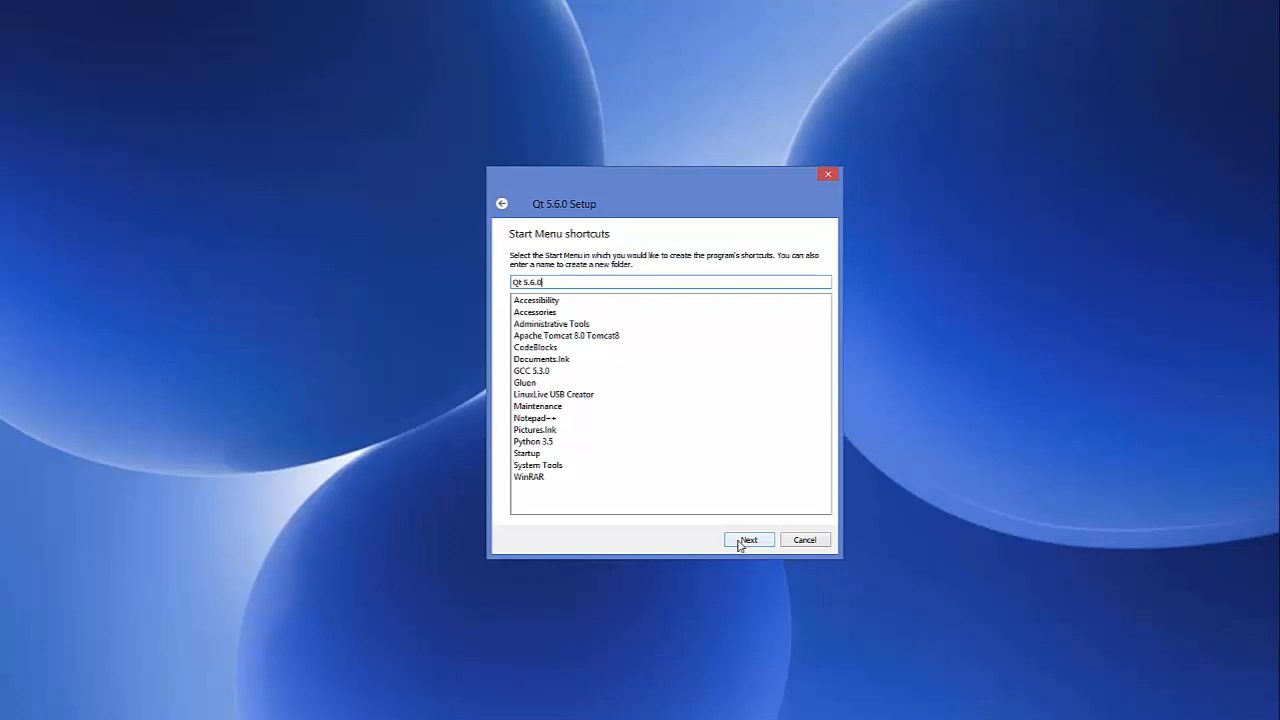 Qt 5.6.0 Setup
Start Menu shortcuts
Select the Start Menu in which you would like to create the program's shortcuts. You can also
enter a name to create a new folder.
Qt 5.6.0
Accessibility
Accessories
Administrative Tools
Apache Tomcat 8.0 Tomcat8
CodeBlocks
Documents.lnk
GCC 5.3.0
Gluon
LinuxLive USB Creator
Maintenance
Notepad++
Pictures.lnk
Python 3.5
Startup
System Tools
WinRAR
Next Cancel